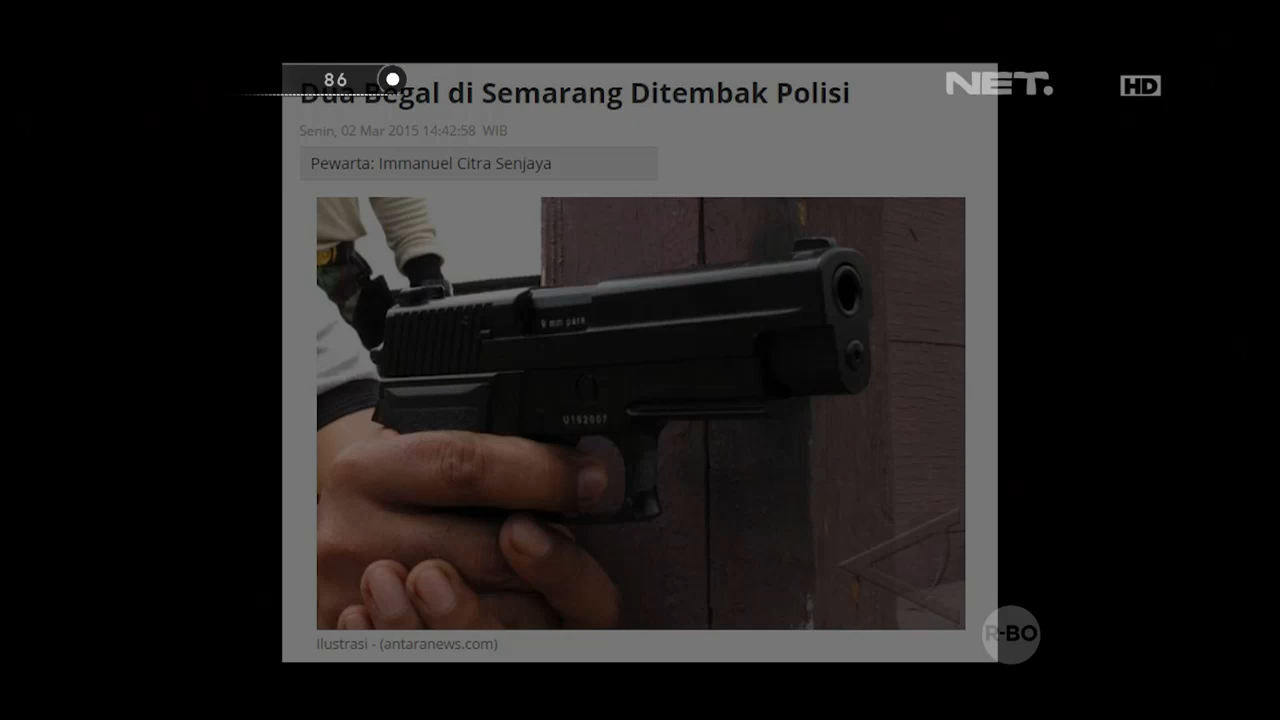 86
NET.
HD
Dua Begal di Semarang Ditembak Polisi
Senin, 02 Mar 2015 14:42:58 WIB
Pewarta: Immanuel Citra Senjaya
9 mm para
U192007
Ilustrasi - (antaranews.com)
R-BO